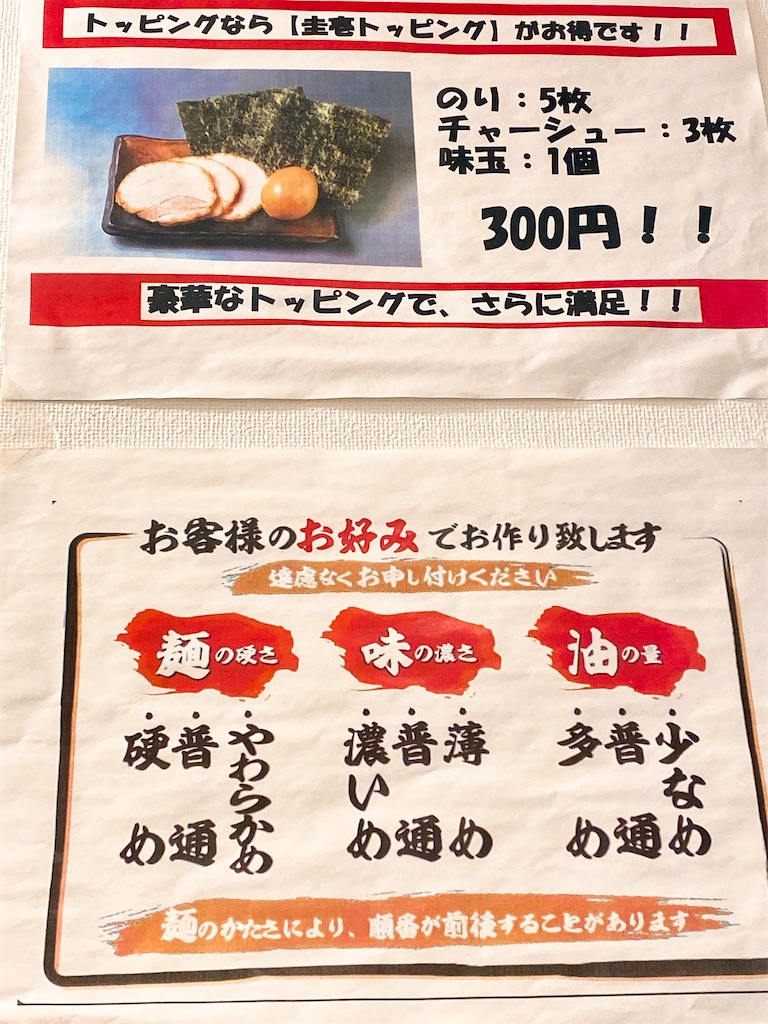 トッピングなら【圭壱トッピング】がお得です！！
のり：5枚
チャーシュー：3枚
味玉：1個
300円！！
豪華なトッピングで、さらに満足！！
お客様のお好みでお作り致します
遠慮なくお申し付けください
麺の硬さ
味の濃さ
油の量
・やわらかめ
・普通
・硬め
・薄め
・普通
・濃いめ
・少なめ
・普通
・多め
麺のかたさにより、順番が前後することがあります